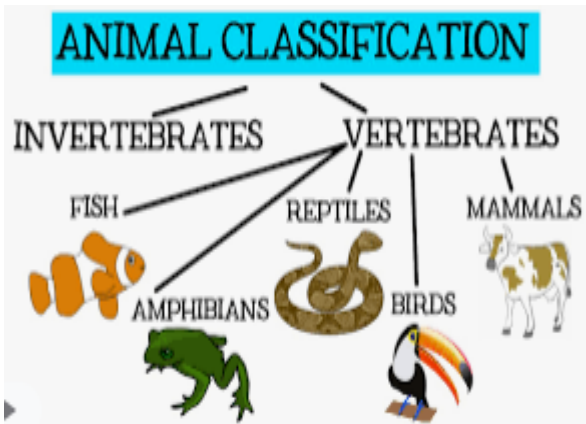 ANIMAL CLASSIFICATION
INVERTEBRATES
VERTEBRATES
FISH
REPTILES
MAMMALS
AMPHIBIANS
BIRDS